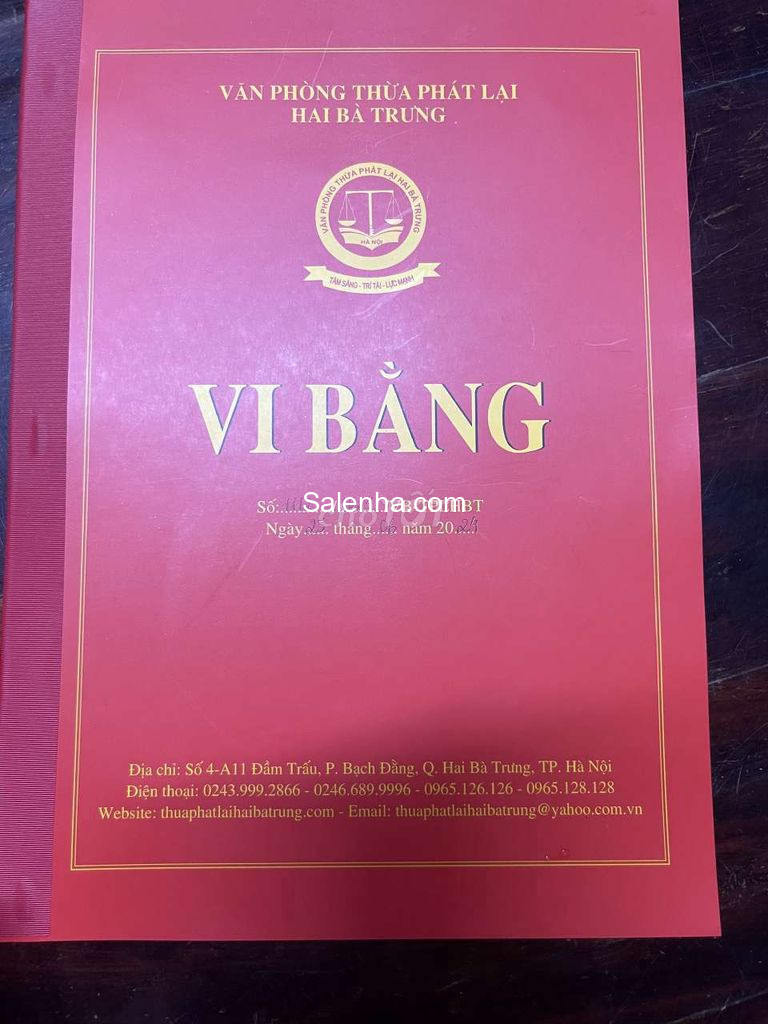 VĂN PHÒNG THỪA PHÁT LẠI
HAI BÀ TRƯNG
VĂN PHÒNG THỪA PHÁT LẠI HAI BÀ TRƯNG
HÀ NỘI
TÂM SÁNG - TRÍ TÀI - LỰC MẠNH
VI BẰNG
Số:
Salenha.com
Ngày 25 tháng 06 năm 20
Địa chỉ: Số 4-A11 Đầm Trấu, P. Bạch Đằng, Q. Hai Bà Trưng, TP. Hà Nội
Điện thoại: 0243.999.2866 - 0246.689.9996 - 0965.126.126 - 0965.128.128
Website: thuaphatlaihaibatrung.com - Email: thuaphatlaihaibatrung@yahoo.com.vn